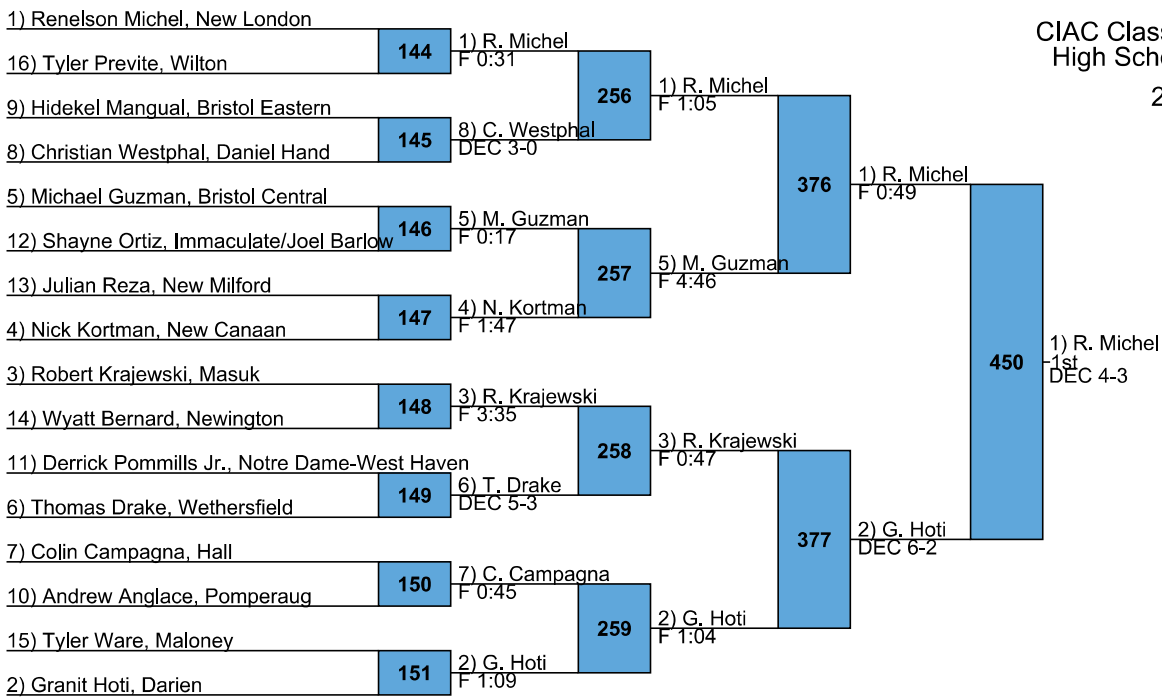 1) Renelson Michel, New London
16) Tyler Previte, Wilton
9) Hidekel Mangual, Bristol Eastern
8) Christian Westphal, Daniel Hand
5) Michael Guzman, Bristol Central
12) Shayne Ortiz, Immaculate/Joel Barlow
13) Julian Reza, New Milford
4) Nick Kortman, New Canaan
3) Robert Krajewski, Masuk
14) Wyatt Bernard, Newington
11) Derrick Pommills Jr., Notre Dame-West Haven
6) Thomas Drake, Wethersfield
7) Colin Campagna, Hall
10) Andrew Anglace, Pomperaug
15) Tyler Ware, Maloney
2) Granit Hoti, Darien
144
145
146
147
148
149
150
151
1) R. Michel
F 0:31
8) C. Westphal
DEC 3-0
5) M. Guzman
F 0:17
4) N. Kortman
F 1:47
3) R. Krajewski
F 3:35
6) T. Drake
DEC 5-3
7) C. Campagna
F 0:45
2) G. Hoti
F 1:09
256
257
258
259
1) R. Michel
F 1:05
5) M. Guzman
F 4:46
3) R. Krajewski
F 0:47
2) G. Hoti
F 1:04
376
377
1) R. Michel
F 0:49
2) G. Hoti
DEC 6-2
450
1) R. Michel
1st
DEC 4-3
CIAC Clas
High Sch
2